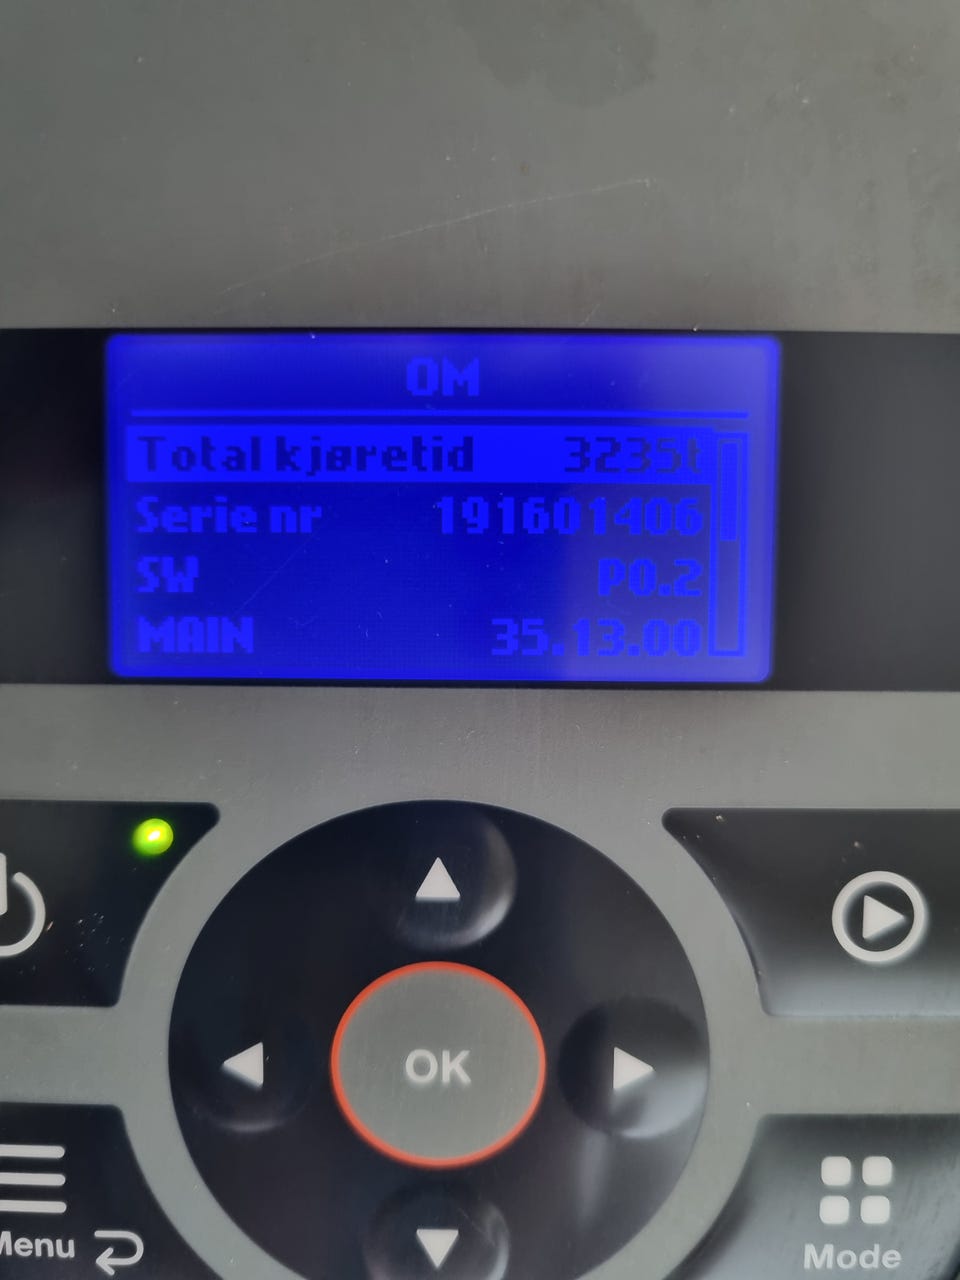 OM
Total kjøretid 3235t
Serie nr 191601406
SW P0.2
MAIN 35.13.00
OK
Menu
Mode